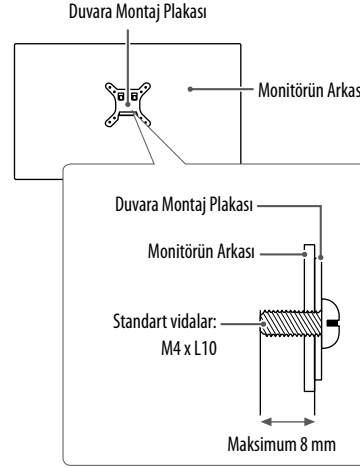 Duvara Montaj Plakası
Monitörün Arkası
Duvara Montaj Plakası
Monitörün Arkası
Standart vidalar:
M4 x L10
Maksimum 8 mm